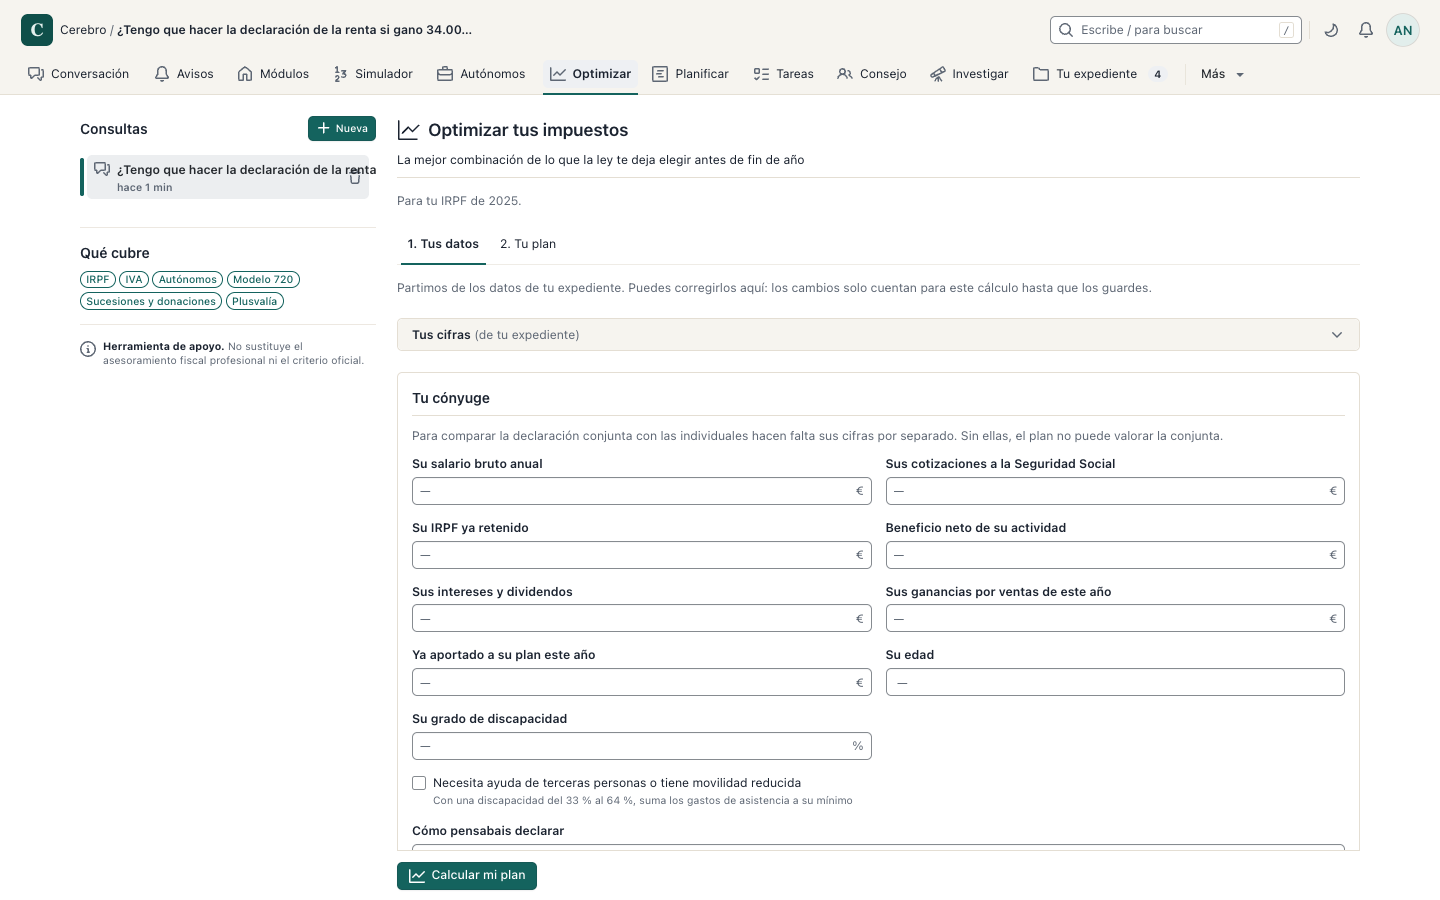 C Cerebro / ¿Tengo que hacer la declaración de la renta si gano 34.00...
Escribe / para buscar /
AN
Conversación Avisos Módulos Simulador Autónomos Optimizar Planificar Tareas Consejo Investigar Tu expediente 4 Más
Consultas
+ Nueva
¿Tengo que hacer la declaración de la renta
hace 1 min
Qué cubre
IRPF IVA Autónomos Modelo 720
Sucesiones y donaciones Plusvalía
Herramienta de apoyo. No sustituye el
asesoramiento fiscal profesional ni el criterio oficial.
Optimizar tus impuestos
La mejor combinación de lo que la ley te deja elegir antes de fin de año
Para tu IRPF de 2025.
1. Tus datos 2. Tu plan
Partimos de los datos de tu expediente. Puedes corregirlos aquí: los cambios solo cuentan para este cálculo hasta que los guardes.
Tus cifras (de tu expediente)
Tu cónyuge
Para comparar la declaración conjunta con las individuales hacen falta sus cifras por separado. Sin ellas, el plan no puede valorar la conjunta.
Su salario bruto anual Sus cotizaciones a la Seguridad Social
— € — €
Su IRPF ya retenido Beneficio neto de su actividad
— € — €
Sus intereses y dividendos Sus ganancias por ventas de este año
— € — €
Ya aportado a su plan este año Su edad
— € —
Su grado de discapacidad
— %
Necesita ayuda de terceras personas o tiene movilidad reducida
Con una discapacidad del 33 % al 64 %, suma los gastos de asistencia a su mínimo
Cómo pensabais declarar
Calcular mi plan